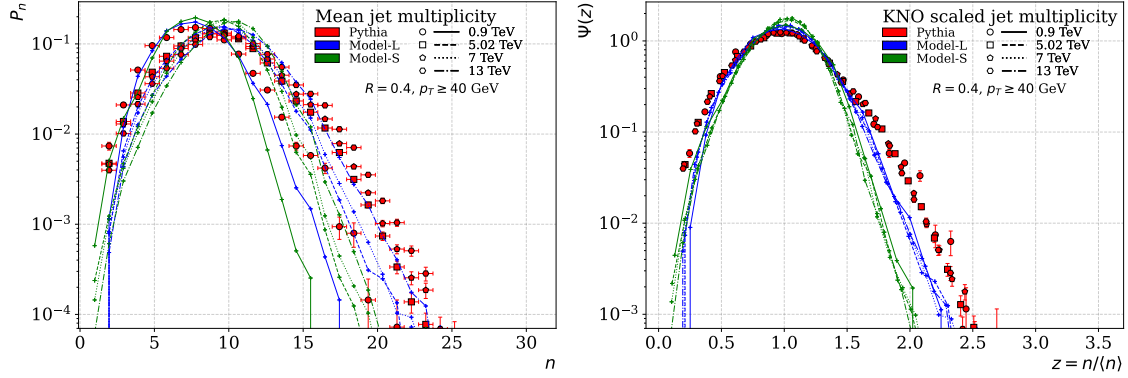 P_n
Mean jet multiplicity
Pythia
Model-L
Model-S
0.9 TeV
5.02 TeV
7 TeV
13 TeV
R = 0.4, p_T ≥ 40 GeV
10⁻¹
10⁻²
10⁻³
10⁻⁴
0 5 10 15 20 25 30
n
Ψ(z)
KNO scaled jet multiplicity
Pythia
Model-L
Model-S
0.9 TeV
5.02 TeV
7 TeV
13 TeV
R = 0.4, p_T ≥ 40 GeV
10⁰
10⁻¹
10⁻²
10⁻³
0.0 0.5 1.0 1.5 2.0 2.5 3.0 3.5
z = n/⟨n⟩